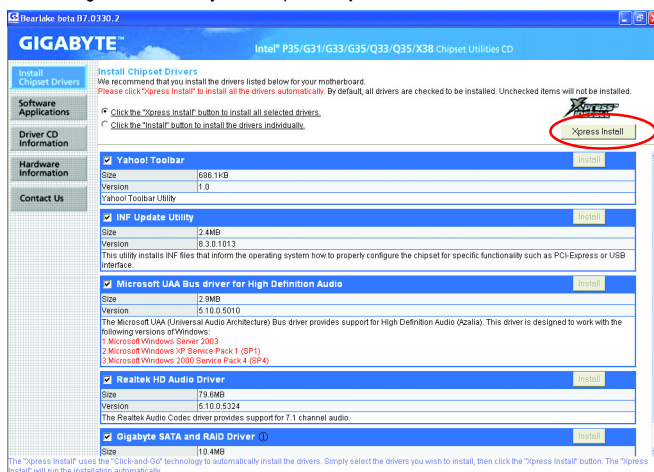 Bearlake beta B7.0330.2
GIGABYTE™
Intel® P35/G31/G33/G35/Q33/Q35/X38 Chipset Utilities CD
Install
Chipset Drivers
Software
Applications
Driver CD
Information
Hardware
Information
Contact Us
Install Chipset Drivers
We recommend that you install the drivers listed below for your motherboard.
Please click "Xpress Install" to install all the drivers automatically. By default, all drivers are checked to be installed. Unchecked items will not be installed.
Click the "Xpress Install" button to install all selected drivers.
Click the "Install" button to install the drivers individually.
Xpress
Install
Xpress Install
Yahoo! Toolbar Install
Size 686.1KB
Version 1.0
Yahoo! Toolbar Utility
INF Update Utility Install
Size 2.4MB
Version 8.3.0.1013
This utility installs INF files that inform the operating system how to properly configure the chipset for specific functionality such as PCI-Express or USB
interface.
Microsoft UAA Bus driver for High Definition Audio Install
Size 2.9MB
Version 5.10.0.5010
The Microsoft UAA (Universal Audio Architecture) Bus driver provides support for High Definition Audio (Azalia). This driver is designed to work with the
following versions of Windows:
1.Microsoft Windows Server 2003
2.Microsoft Windows XP Service Pack 1 (SP1)
3.Microsoft Windows 2000 Service Pack 4 (SP4)
Realtek HD Audio Driver Install
Size 79.6MB
Version 5.10.0.5324
The Realtek Audio Codec driver provides support for 7.1 channel audio.
Gigabyte SATA and RAID Driver ① Install
Size 10.4MB
The "Xpress Install" uses the "Click-and-Go" technology to automatically install the drivers. Simply select the drivers you wish to install, then click the "Xpress Install" button. The "Xpress
Install" will run the installation automatically.